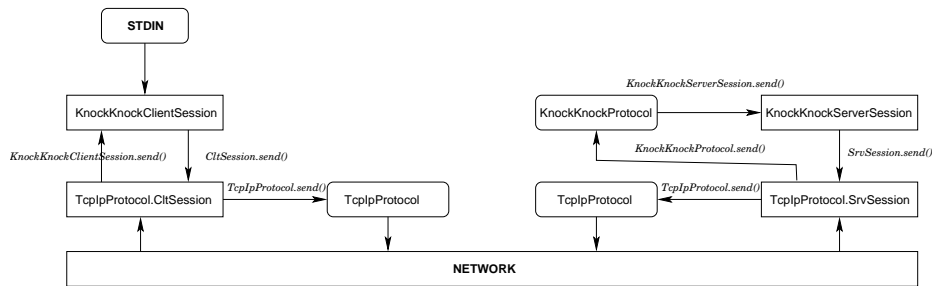 STDIN
KnockKnockServerSession.send()
KnockKnockClientSession
KnockKnockProtocol
KnockKnockServerSession
KnockKnockClientSession.send()
CltSession.send()
KnockKnockProtocol.send()
SrvSession.send()
TcpIpProtocol.CltSession
TcpIpProtocol.send()
TcpIpProtocol
TcpIpProtocol
TcpIpProtocol.send()
TcpIpProtocol.SrvSession
NETWORK